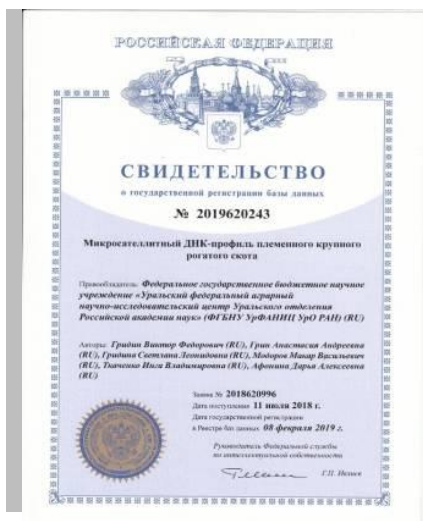 РОССИЙСКАЯ ФЕДЕРАЦИЯ
СВИДЕТЕЛЬСТВО
о государственной регистрации базы данных
№ 2019620243
Микросателлитный ДНК-профиль племенного крупного
рогатого скота
Правообладатель: Федеральное государственное бюджетное научное
учреждение «Уральский федеральный аграрный
научно-исследовательский центр Уральского отделения
Российской академии наук» (ФГБНУ УрФАНИЦ УрО РАН) (RU)
Авторы: Гридин Виктор Федорович (RU), Грин Анастасия Андреевна
(RU), Гридина Светлана Леонидовна (RU), Модоров Макар Васильевич
(RU), Ткаченко Инга Владимировна (RU), Афонина Дарья Алексеевна
(RU)
Заявка № 2018620996
Дата поступления 11 июля 2018 г.
Дата государственной регистрации
в Реестре баз данных 08 февраля 2019 г.
Руководитель Федеральной службы
по интеллектуальной собственности
Г.П. Ивлиев